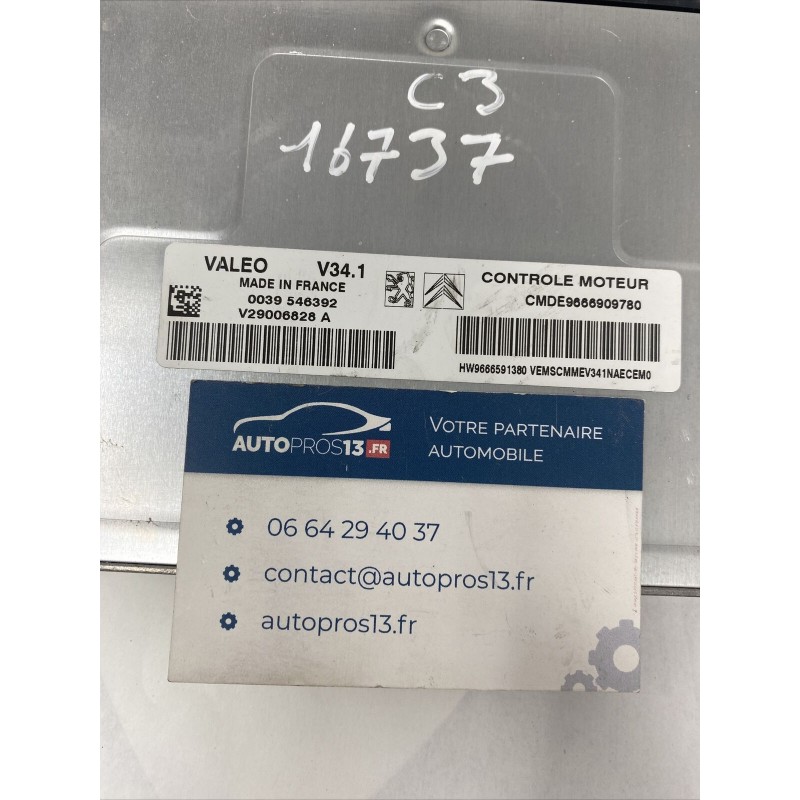 C3
16737
VALEO V34.1
MADE IN FRANCE
0039 546392
V29006828 A
CONTROLE MOTEUR
CMDE9666909780
HW9666591380 VEMSCMMEV341NAECEM0
AUTOPROS13.FR
VOTRE PARTENAIRE
AUTOMOBILE
06 64 29 40 37
contact@autopros13.fr
autopros13.fr